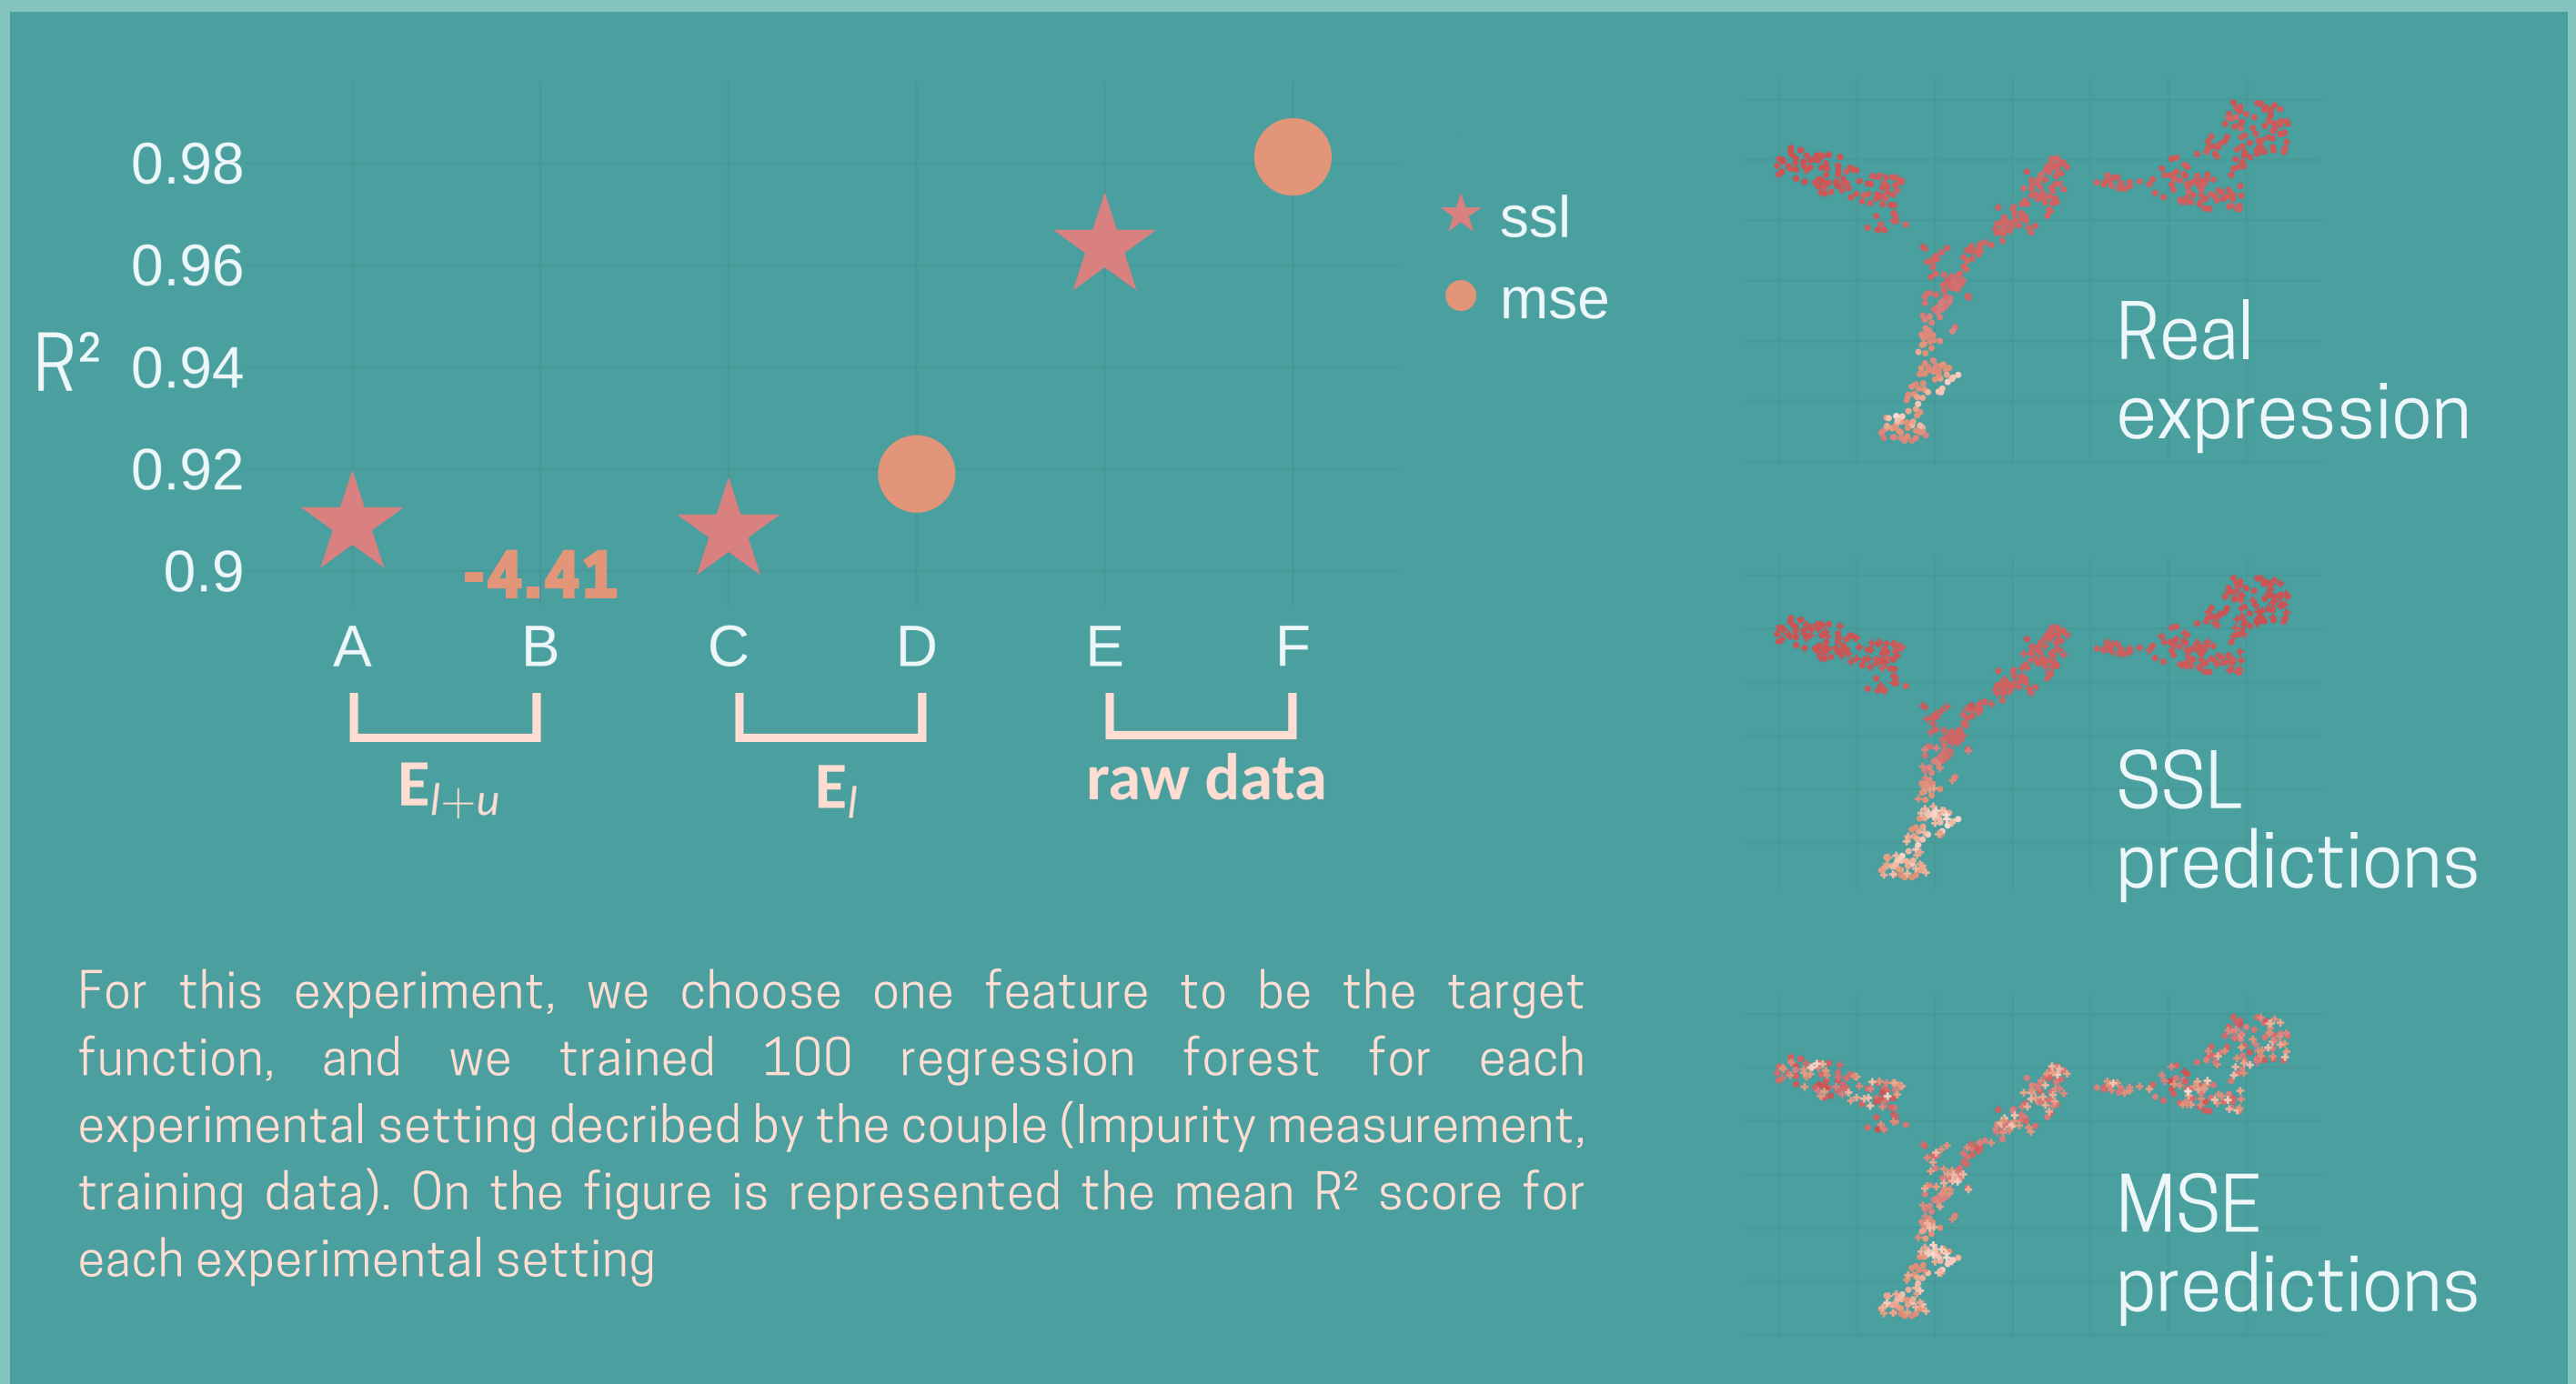 0.98
0.96
R² 0.94
0.92
0.9
-4.41
A B C D E F
E_{l+u} E_l raw data
ssl
mse
For this experiment, we choose one feature to be the target
function, and we trained 100 regression forest for each
experimental setting decribed by the couple (Impurity measurement,
training data). On the figure is represented the mean R² score for
each experimental setting
Real
expression
SSL
predictions
MSE
predictions